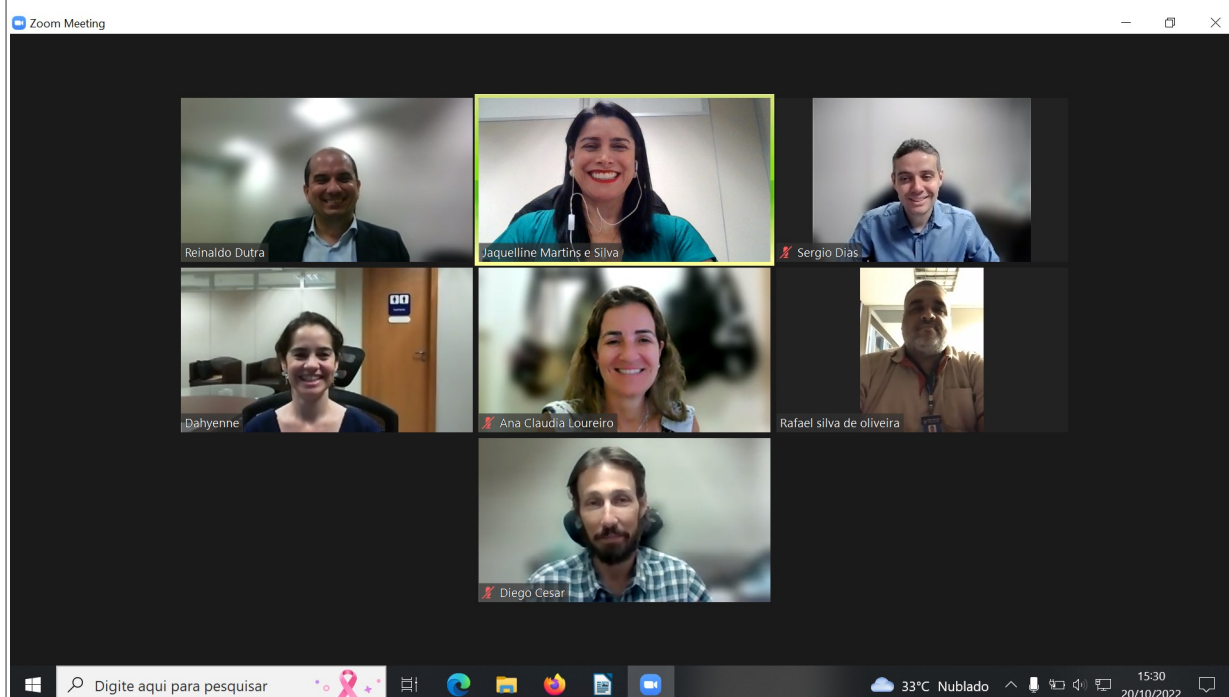 Zoom Meeting
Reinaldo Dutra
Jaquelline Martins e Silva
Sergio Dias
Dahyenne
Ana Claudia Loureiro
Rafael silva de oliveira
Diego Cesar
Digite aqui para pesquisar
33°C Nublado
15:30
20/10/2022